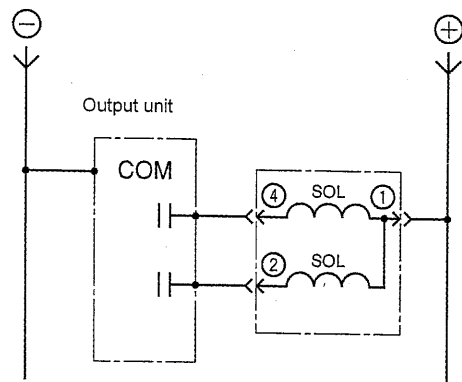 ⊖ ⊕
Output unit
COM
④ SOL ①
② SOL